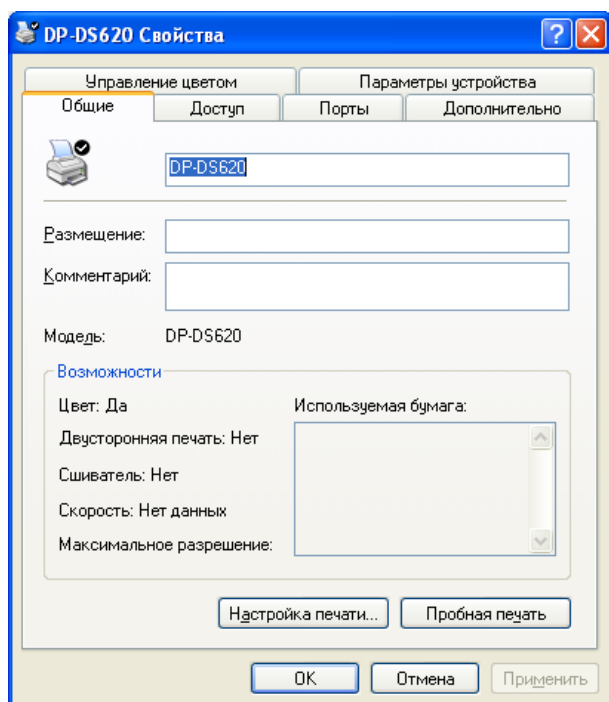 DP-DS620 Свойства
Управление цветом
Параметры устройства
Общие
Доступ
Порты
Дополнительно
DP-DS620
Размещение:
Комментарий:
Модель: DP-DS620
Возможности
Цвет: Да
Используемая бумага:
Двусторонняя печать: Нет
Сшиватель: Нет
Скорость: Нет данных
Максимальное разрешение:
Настройка печати...
Пробная печать
OK
Отмена
Применить